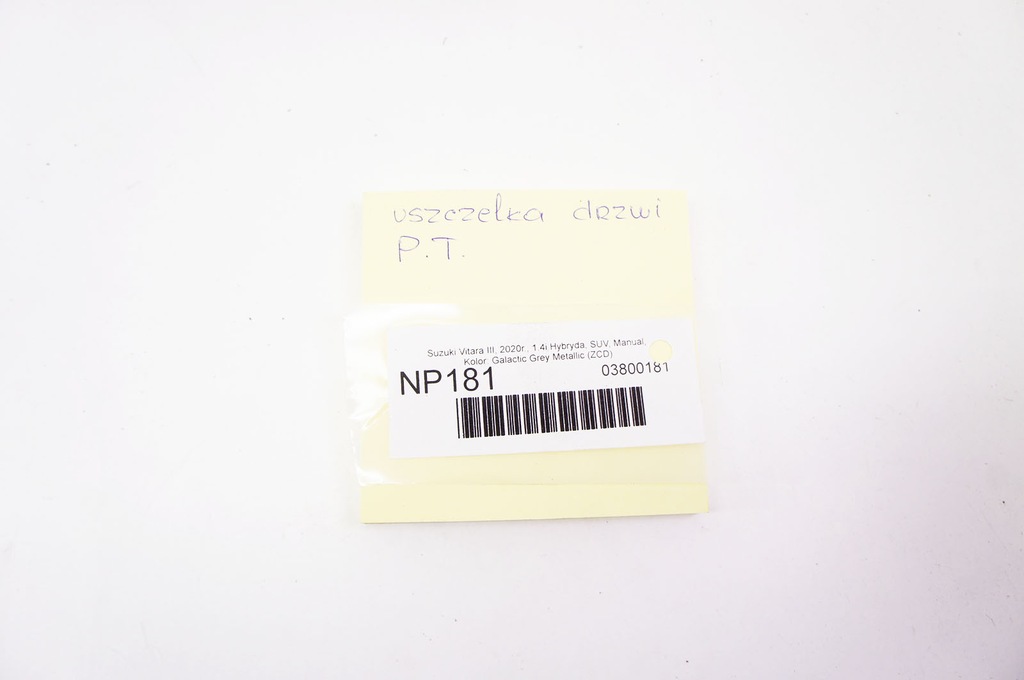 uszczelka drzwi
P.T.
Suzuki Vitara III, 2020r., 1.4i Hybryda, SUV, Manual,
Kolor: Galactic Grey Metallic (ZCD)
NP181 03800181